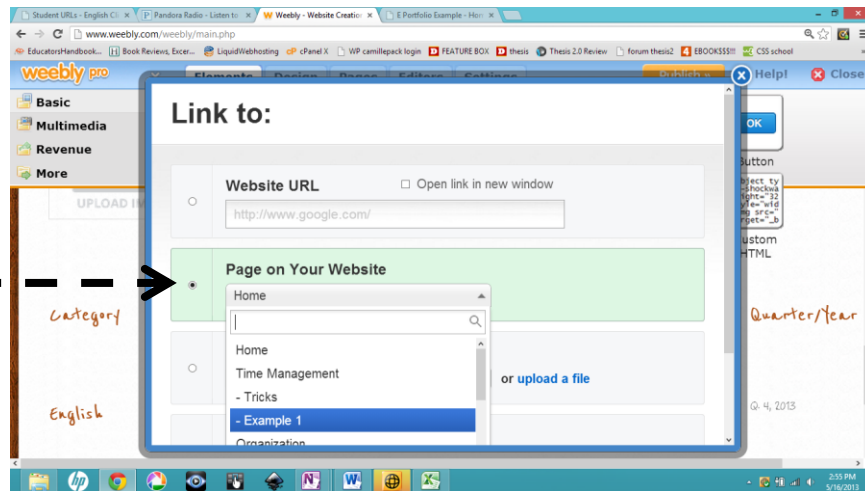 Student URLs - English Cl
Pandora Radio - Listen to
Weebly - Website Creation
E Portfolio Example - Hom
www.weebly.com/weebly/main.php
EducatorsHandbook... Book Reviews, Excer... LiquidWebhosting cPanel X WP camillepack login FEATURE BOX thesis Thesis 2.0 Review forum thesis2 EBOOKS$$!! CSS school
weebly pro
Elements Design Pages Editors Settings Publish Help! Close
Basic
Multimedia
Revenue
More
UPLOAD IM
Link to:
Website URL
Open link in new window
http://www.google.com/
Page on Your Website
Home
Home
Time Management
- Tricks
- Example 1
Organization
or upload a file
OK
Button
HTML
Category
Quarter/Year
English
Q. 4, 2013
2:55 PM
5/16/2013